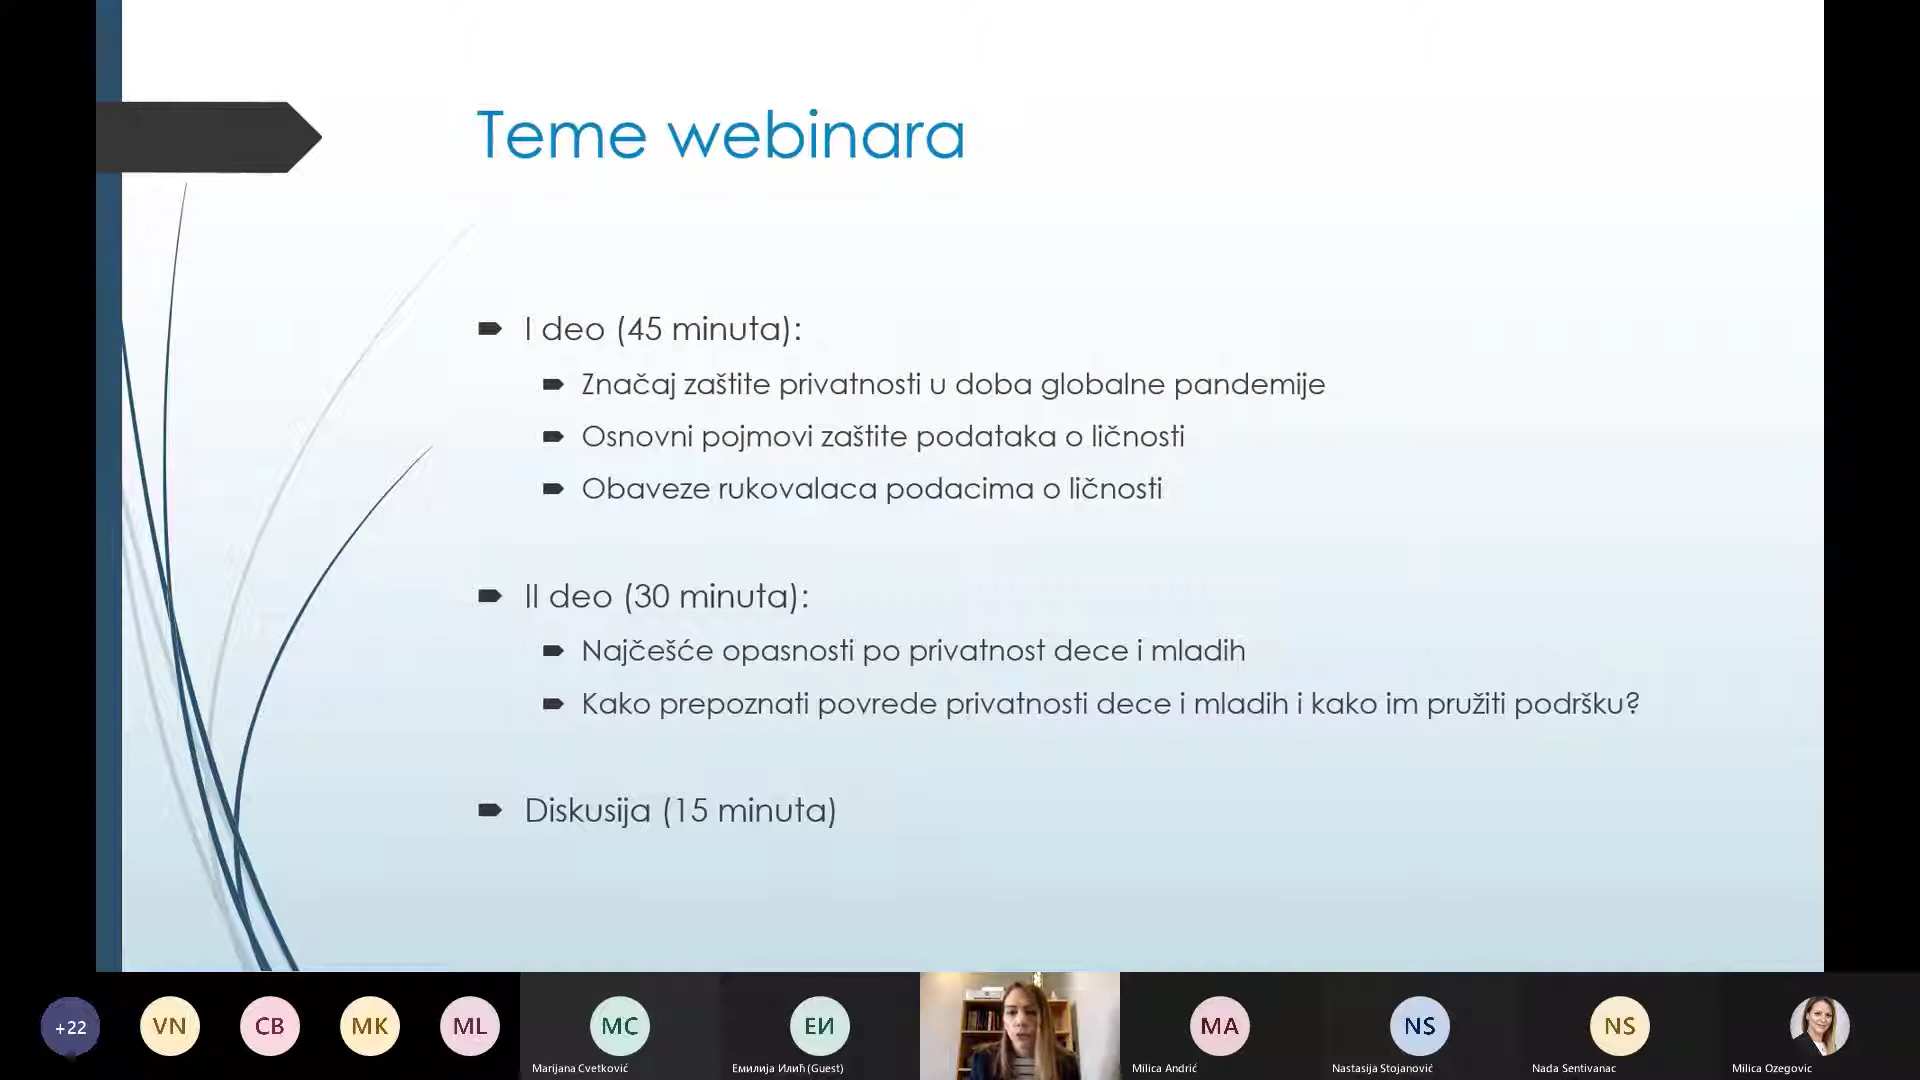 Teme webinara
I deo (45 minuta):
Značaj zaštite privatnosti u doba globalne pandemije
Osnovni pojmovi zaštite podataka o ličnosti
Obaveze rukovalaca podacima o ličnosti
II deo (30 minuta):
Najčešće opasnosti po privatnost dece i mladih
Kako prepoznati povrede privatnosti dece i mladih i kako im pružiti podršku?
Diskusija (15 minuta)
+22
VN
CB
MK
ML
MC
ЕИ
MA
NS
NS
Marijana Cvetković
Емилија Илић (Guest)
Milica Andrić
Nastasija Stojanović
Nada Sentivanac
Milica Ozegovic